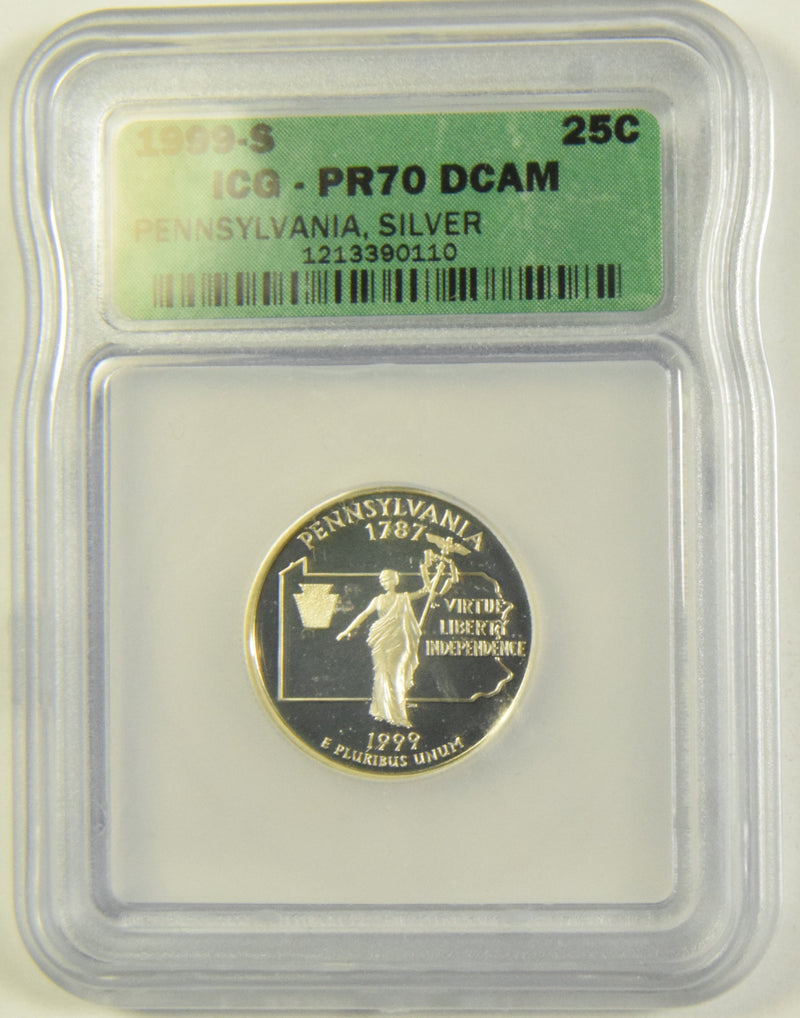 1999-S 25C
ICG - PR70 DCAM
PENNSYLVANIA, SILVER
1213390110
PENNSYLVANIA
1787
VIRTUE
LIBERTY
INDEPENDENCE
1999
E PLURIBUS UNUM